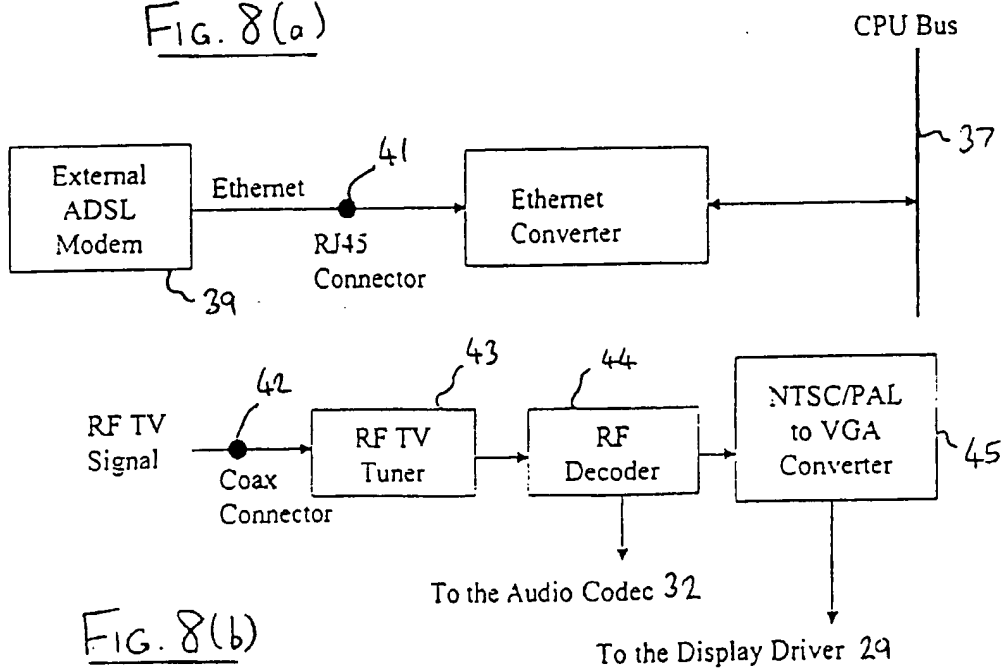 FIG. 8(a)
CPU Bus
37
External
ADSL
Modem
39
Ethernet
41
RJ45
Connector
Ethernet
Converter
RF TV
Signal
42
Coax
Connector
43
RF TV
Tuner
44
RF
Decoder
NTSC/PAL
to VGA
Converter
45
To the Audio Codec 32
To the Display Driver 29
FIG. 8(b)